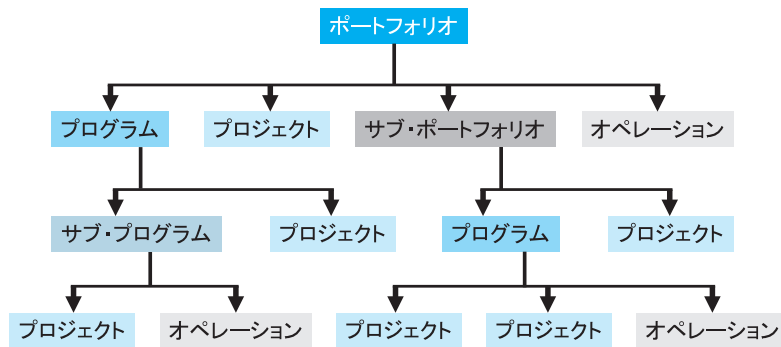 ポートフォリオ
プログラム
プロジェクト
サブ・ポートフォリオ
オペレーション
サブ・プログラム
プロジェクト
プログラム
プロジェクト
プロジェクト
オペレーション
プロジェクト
プロジェクト
オペレーション